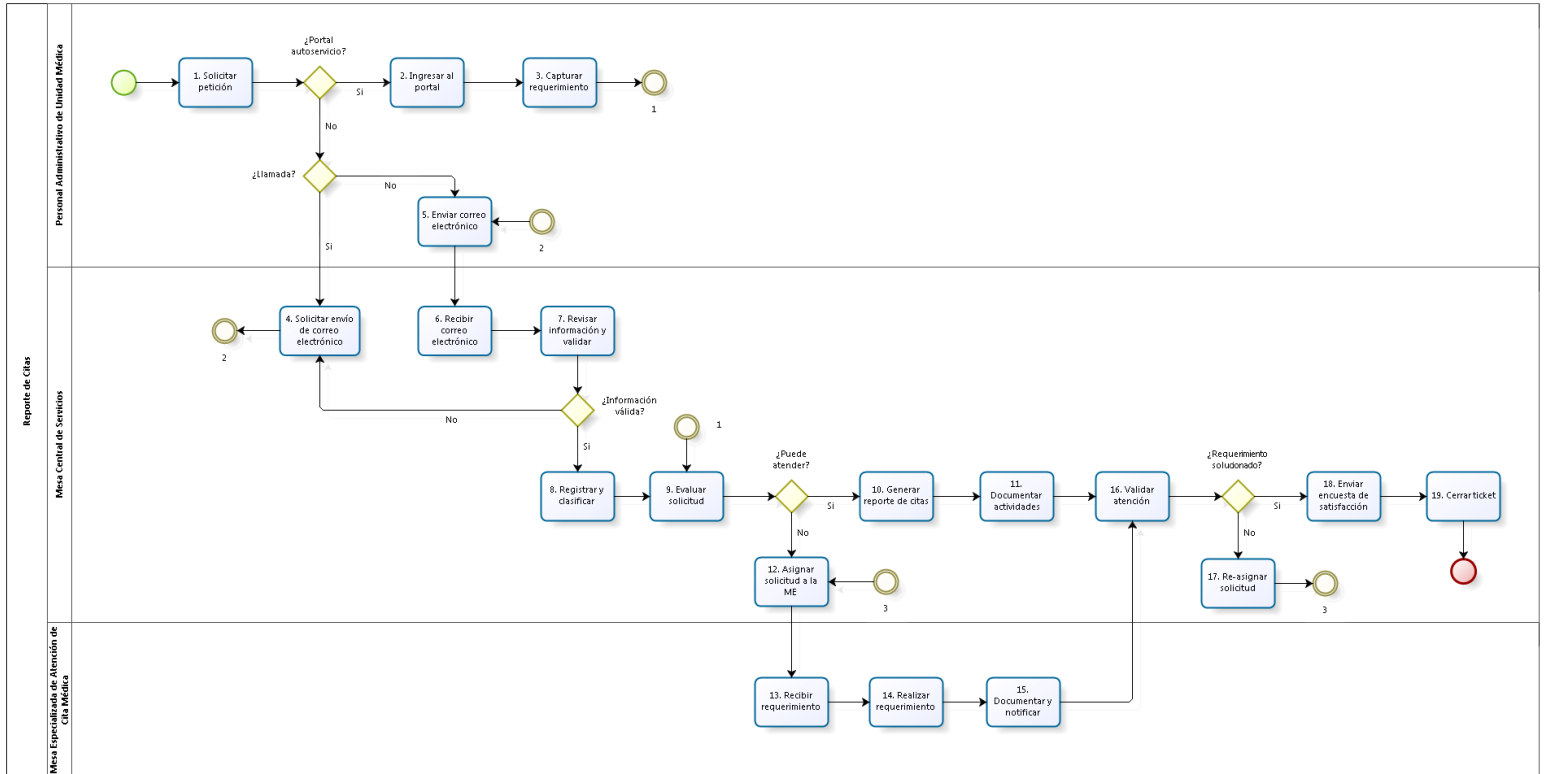 Reporte de Citas
Personal Administrativo de Unidad Médica
¿Portal
autoservicio?
1. Solicitar
petición
Si
2. Ingresar al
portal
3. Capturar
requerimiento
1
No
¿Llamada?
No
5. Enviar correo
electrónico
2
Si
Mesa Central de Servicios
4. Solicitar envío
de correo
electrónico
2
6. Recibir
correo
electrónico
7. Revisar
información y
validar
¿Información
válida?
No
Si
1
8. Registrar y
clasificar
9. Evaluar
solicitud
¿Puede
atender?
Si
10. Generar
reporte de citas
11.
Documentar
actividades
16. Validar
atención
¿Requerimiento
soludonado?
Si
18. Enviar
encuesta de
satisfacción
19. Cerrar ticket
No
No
12. Asignar
solicitud a la
ME
3
17. Re-asignar
solicitud
3
Mesa Especializada de Atención de
Cita Médica
13. Recibir
requerimiento
14. Realizar
requerimiento
15.
Documentar y
notificar